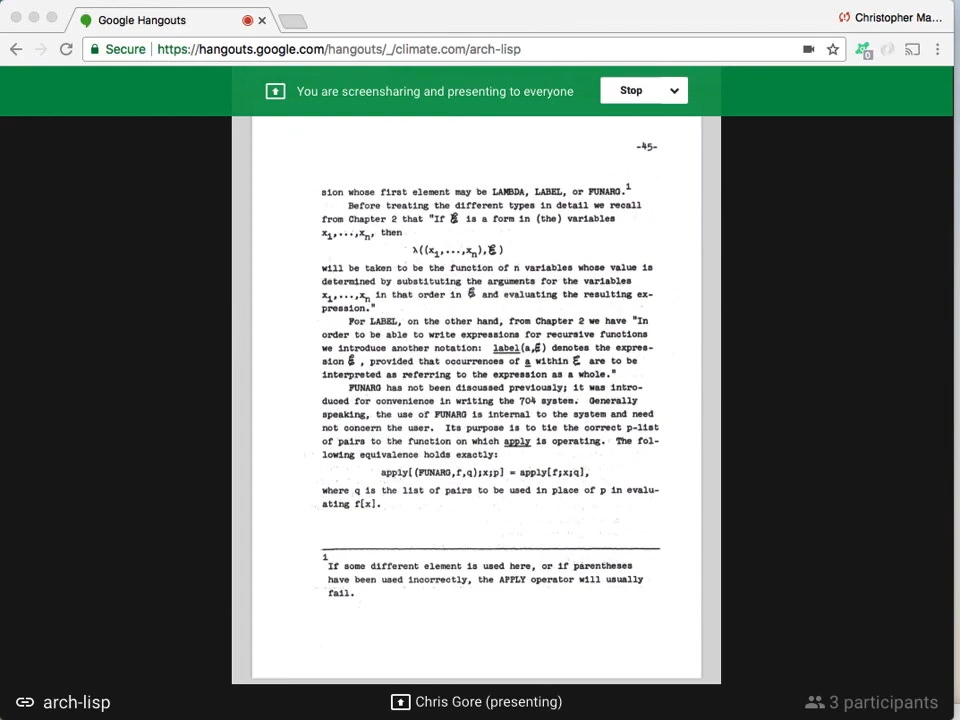 Google Hangouts
Christopher Ma...
Secure https://hangouts.google.com/hangouts/_/climate.com/arch-lisp
0
You are screensharing and presenting to everyone
Stop
-45-
sion whose first element may be LAMBDA, LABEL, or FUNARG.1
Before treating the different types in detail we recall
from Chapter 2 that "If ℰ is a form in (the) variables
x1,...,xn, then
λ((x1,...,xn),ℰ)
will be taken to be the function of n variables whose value is
determined by substituting the arguments for the variables
x1,...,xn in that order in ℰ and evaluating the resulting ex-
pression."
For LABEL, on the other hand, from Chapter 2 we have "In
order to be able to write expressions for recursive functions
we introduce another notation: label(a,ℰ) denotes the expres-
sion ℰ, provided that occurrences of a within ℰ are to be
interpreted as referring to the expression as a whole."
FUNARG has not been discussed previously; it was intro-
duced for convenience in writing the 704 system. Generally
speaking, the use of FUNARG is internal to the system and need
not concern the user. Its purpose is to tie the correct p-list
of pairs to the function on which apply is operating. The fol-
lowing equivalence holds exactly:
apply[(FUNARG,f,q);x;p] = apply[f;x;q],
where q is the list of pairs to be used in place of p in evalu-
ating f[x].
1
If some different element is used here, or if parentheses
have been used incorrectly, the APPLY operator will usually
fail.
arch-lisp
Chris Gore (presenting)
3 participants